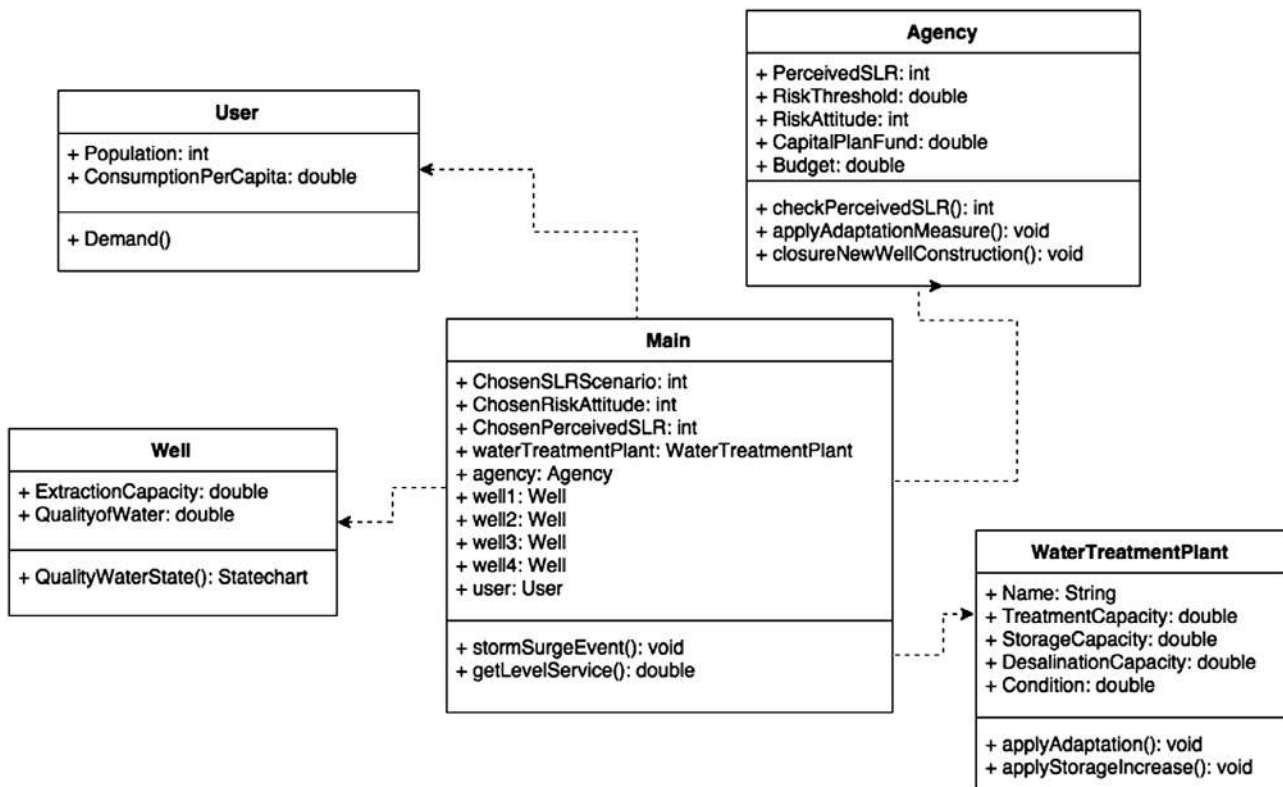 Agency
+ PerceivedSLR: int
+ RiskThreshold: double
+ RiskAttitude: int
+ CapitalPlanFund: double
+ Budget: double
+ checkPerceivedSLR(): int
+ applyAdaptationMeasure(): void
+ closureNewWellConstruction(): void
User
+ Population: int
+ ConsumptionPerCapita: double
+ Demand()
Main
+ ChosenSLRScenario: int
+ ChosenRiskAttitude: int
+ ChosenPerceivedSLR: int
+ waterTreatmentPlant: WaterTreatmentPlant
+ agency: Agency
+ well1: Well
+ well2: Well
+ well3: Well
+ well4: Well
+ user: User
+ stormSurgeEvent(): void
+ getLevelService(): double
Well
+ ExtractionCapacity: double
+ QualityofWater: double
+ QualityWaterState(): Statechart
WaterTreatmentPlant
+ Name: String
+ TreatmentCapacity: double
+ StorageCapacity: double
+ DesalinationCapacity: double
+ Condition: double
+ applyAdaptation(): void
+ applyStorageIncrease(): void